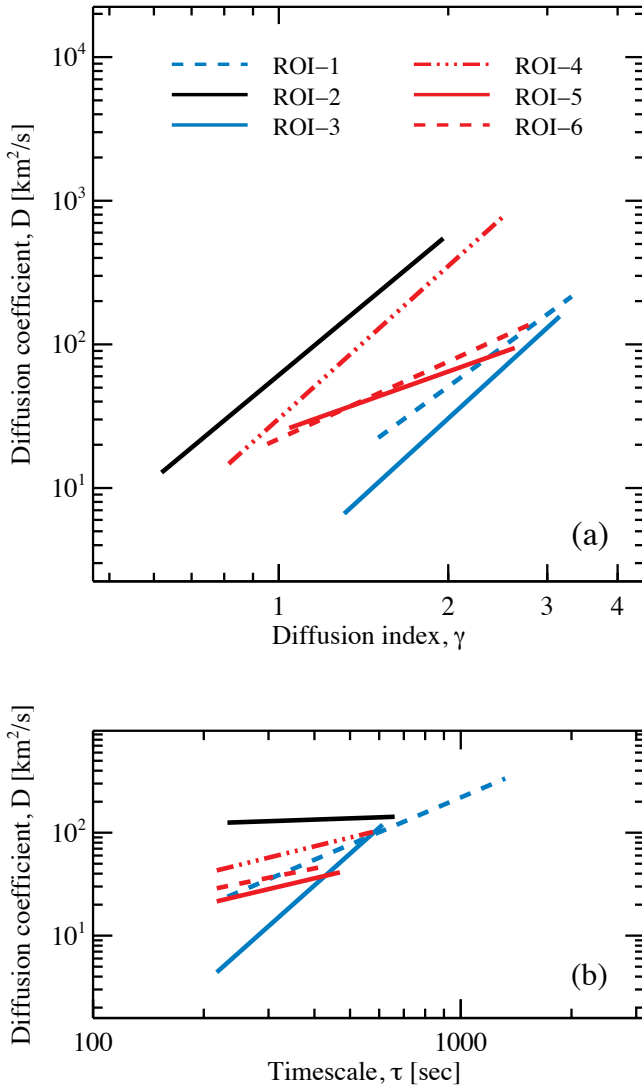 10⁴
10³
10²
10¹
Diffusion coefficient, D [km²/s]
ROI–1
ROI–2
ROI–3
ROI–4
ROI–5
ROI–6
(a)
1 2 3 4
Diffusion index, γ
10²
10¹
Diffusion coefficient, D [km²/s]
(b)
100 1000
Timescale, τ [sec]